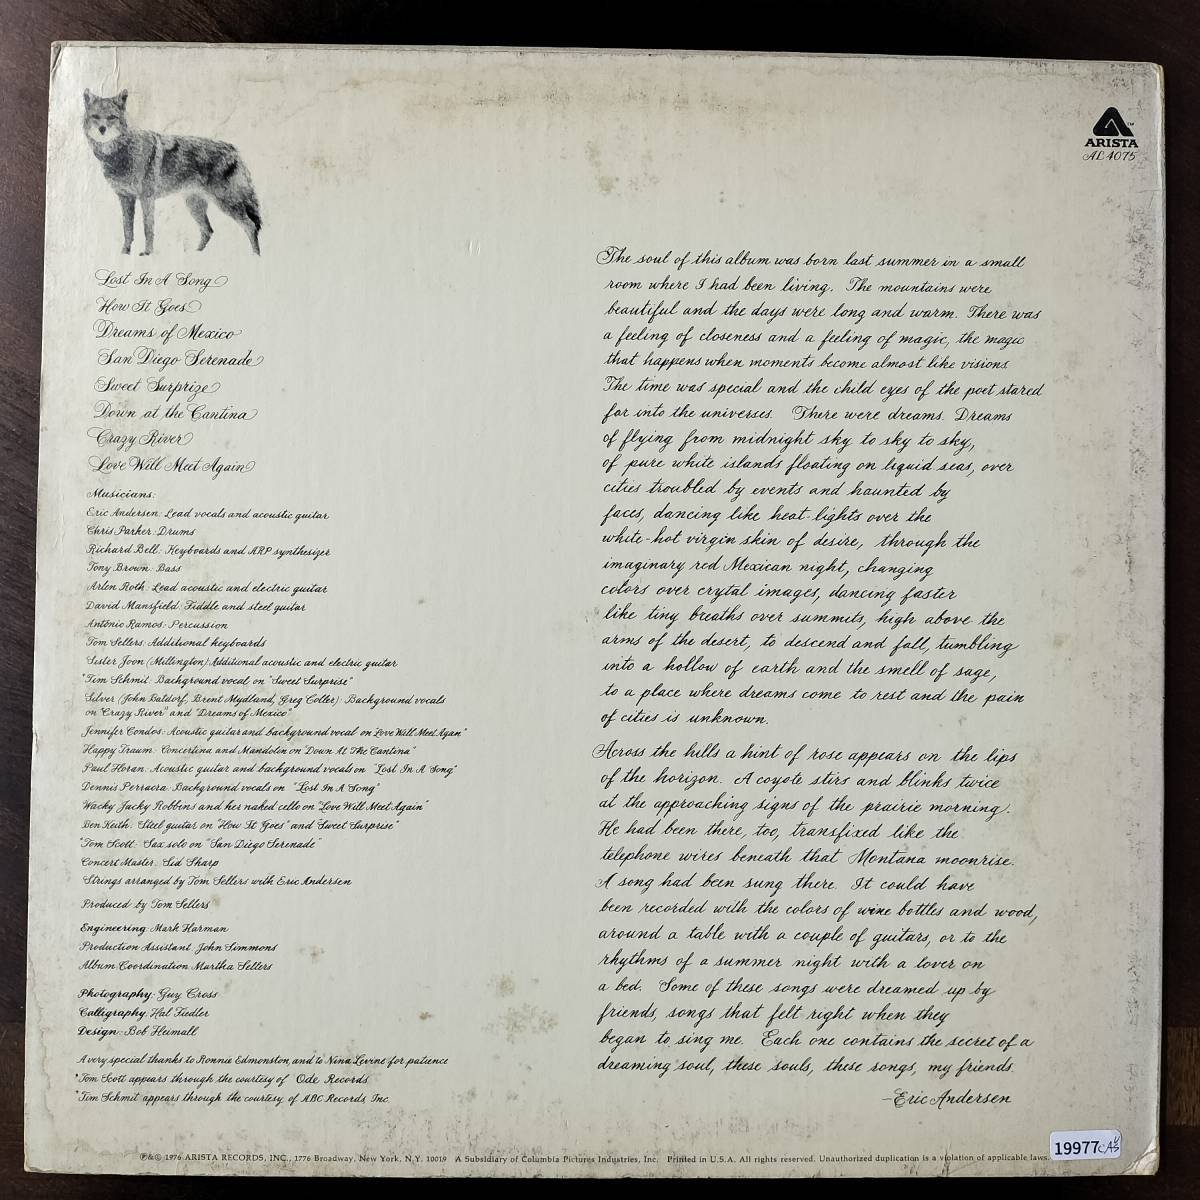 ARISTA
AL 4075
Lost In A Song
How It Goes
Dreams of Mexico
San Diego Serenade
Sweet Surprize
Down at the Cantina
Crazy River
Love Will Meet Again
Musicians:
Eric Andersen: Lead vocals and acoustic guitar
Chris Parker: Drums
Richard Bell: Keyboards and ARP synthesizer
Tony Brown: Bass
Arlen Roth: Lead acoustic and electric guitar
David Mansfield: Fiddle and steel guitar
Antonio Ramos: Percussion
Tom Sellers: Additional keyboards
Sister Joon (Millington): Additional acoustic and electric guitar
*Tim Schmit: Background vocal on "Sweet Surprise"
Silver (John Batdorf, Brent Mydland, Greg Coller): Background vocals
on "Crazy River" and "Dreams of Mexico"
Jennifer Condos: Acoustic guitar and background vocal on "Love Will Meet Again"
Happy Traum: Concertina and Mandolin on "Down At The Cantina"
Paul Horan: Acoustic guitar and background vocals on "Lost In A Song"
Dennis Perracra: Background vocals on "Lost In A Song"
Wacky Jacky Robbens and her naked cello on "Love Will Meet Again"
Ben Keith: Steel guitar on "How It Goes" and "Sweet Surprise"
*Tom Scott: Sax solo on "San Diego Serenade"
Concert Master: Sid Sharp
Strings arranged by Tom Sellers with Eric Andersen
Produced by Tom Sellers
Engineering: Mark Harman
Production Assistant: John Simmons
Album Coordination: Martha Sellers
Photography: Guy Cross
Calligraphy: Hal Fiedler
Design: Bob Heimall
A very special thanks to Ronnie Edmonston, and to Nina Levine for patience
*Tom Scott appears through the courtesy of Ode Records
*Tim Schmit appears through the courtesy of ABC Records, Inc.
The soul of this album was born last summer in a small
room where I had been living. The mountains were
beautiful and the days were long and warm. There was
a feeling of closeness and a feeling of magic, the magic
that happens when moments become almost like visions.
The time was special and the child eyes of the poet stared
far into the universes. There were dreams. Dreams
of flying from midnight sky to sky to sky,
of pure white islands floating on liquid seas, over
cities troubled by events and haunted by
faces, dancing like heat-lights over the
white-hot virgin skin of desire, through the
imaginary red Mexican night, changing
colors over crytal images, dancing faster
like tiny breaths over summits, high above the
arms of the desert, to descend and fall, tumbling
into a hollow of earth and the smell of sage,
to a place where dreams come to rest and the pain
of cities is unknown.
Across the hills a hint of rose appears on the lips
of the horizon. A coyote stirs and blinks twice
at the approaching signs of the prairie morning.
He had been there, too, transfixed like the
telephone wires beneath that Montana moonrise.
A song had been sung there. It could have
been recorded with the colors of wine bottles and wood,
around a table with a couple of guitars, or to the
rhythms of a summer night with a lover on
a bed. Some of these songs were dreamed up by
friends, songs that felt right when they
began to sing me. Each one contains the secret of a
dreaming soul, these souls, these songs, my friends.
—Eric Andersen
℗&© 1976 ARISTA RECORDS, INC., 1776 Broadway, New York, N.Y. 10019 A Subsidiary of Columbia Pictures Industries, Inc. Printed in U.S.A. All rights reserved. Unauthorized duplication is a violation of applicable laws.
19977